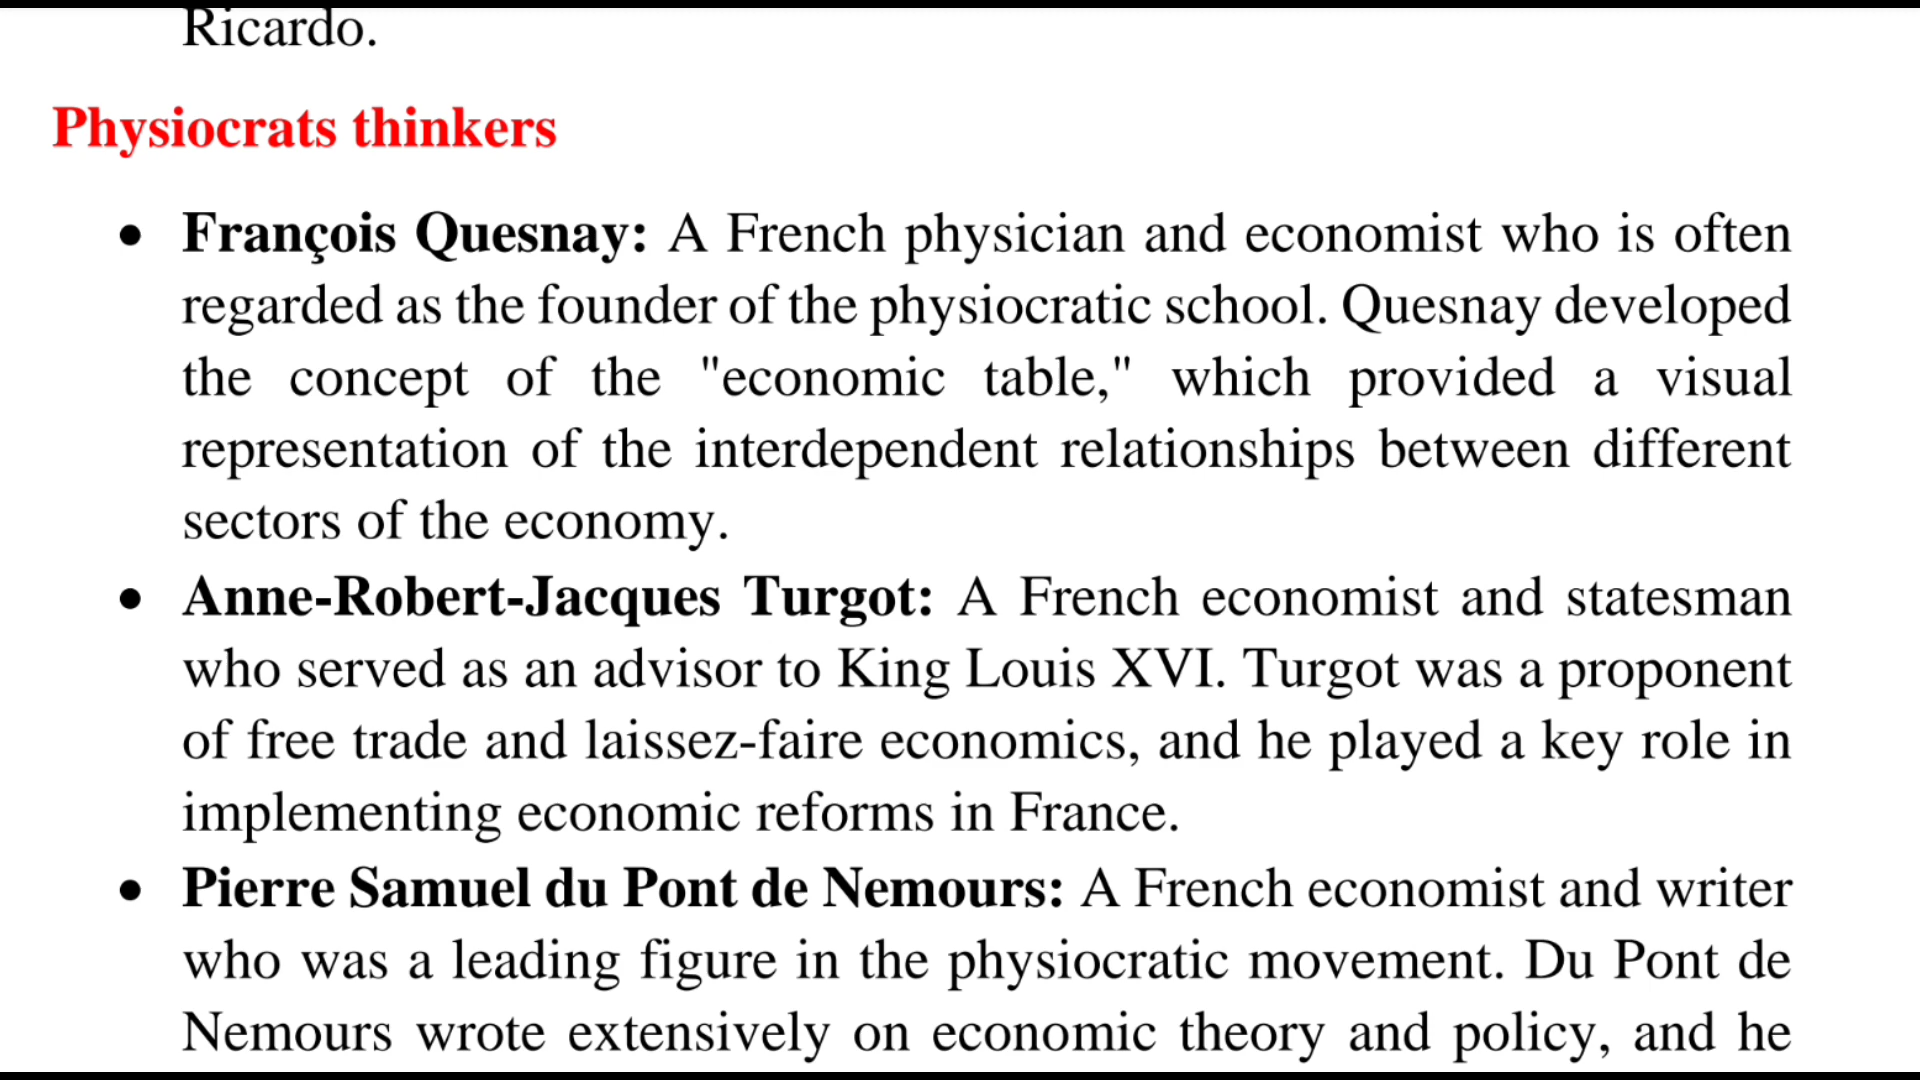 Ricardo.
Physiocrats thinkers
• François Quesnay: A French physician and economist who is often
regarded as the founder of the physiocratic school. Quesnay developed
the concept of the "economic table," which provided a visual
representation of the interdependent relationships between different
sectors of the economy.
• Anne-Robert-Jacques Turgot: A French economist and statesman
who served as an advisor to King Louis XVI. Turgot was a proponent
of free trade and laissez-faire economics, and he played a key role in
implementing economic reforms in France.
• Pierre Samuel du Pont de Nemours: A French economist and writer
who was a leading figure in the physiocratic movement. Du Pont de
Nemours wrote extensively on economic theory and policy, and he